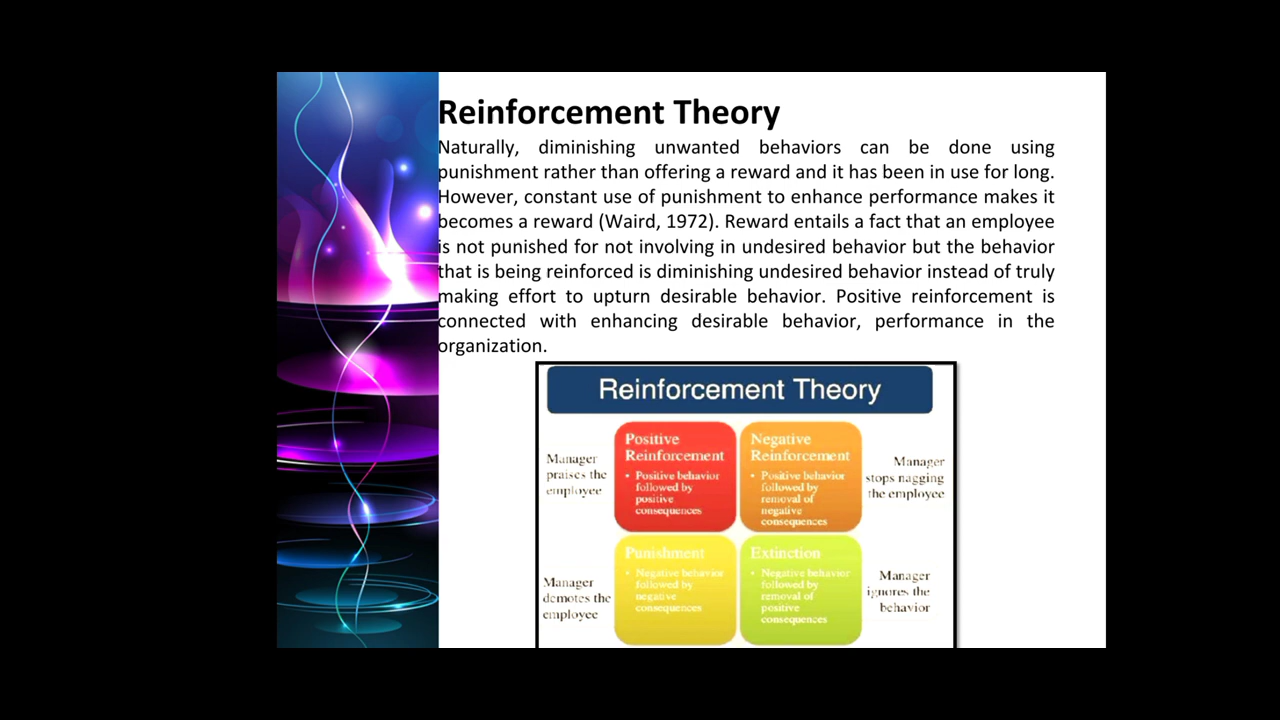 Reinforcement Theory
Naturally, diminishing unwanted behaviors can be done using
punishment rather than offering a reward and it has been in use for long.
However, constant use of punishment to enhance performance makes it
becomes a reward (Waird, 1972). Reward entails a fact that an employee
is not punished for not involving in undesired behavior but the behavior
that is being reinforced is diminishing undesired behavior instead of truly
making effort to upturn desirable behavior. Positive reinforcement is
connected with enhancing desirable behavior, performance in the
organization.
Reinforcement Theory
Manager
praises the
employee
Positive
Reinforcement
• Positive behavior
followed by
positive
consequences
Negative
Reinforcement
• Positive behavior
followed by
removal of
negative
consequences
Manager
stops nagging
the employee
Manager
demotes the
employee
Punishment
• Negative behavior
followed by
negative
consequences
Extinction
• Negative behavior
followed by
removal of
positive
consequences
Manager
ignores the
behavior